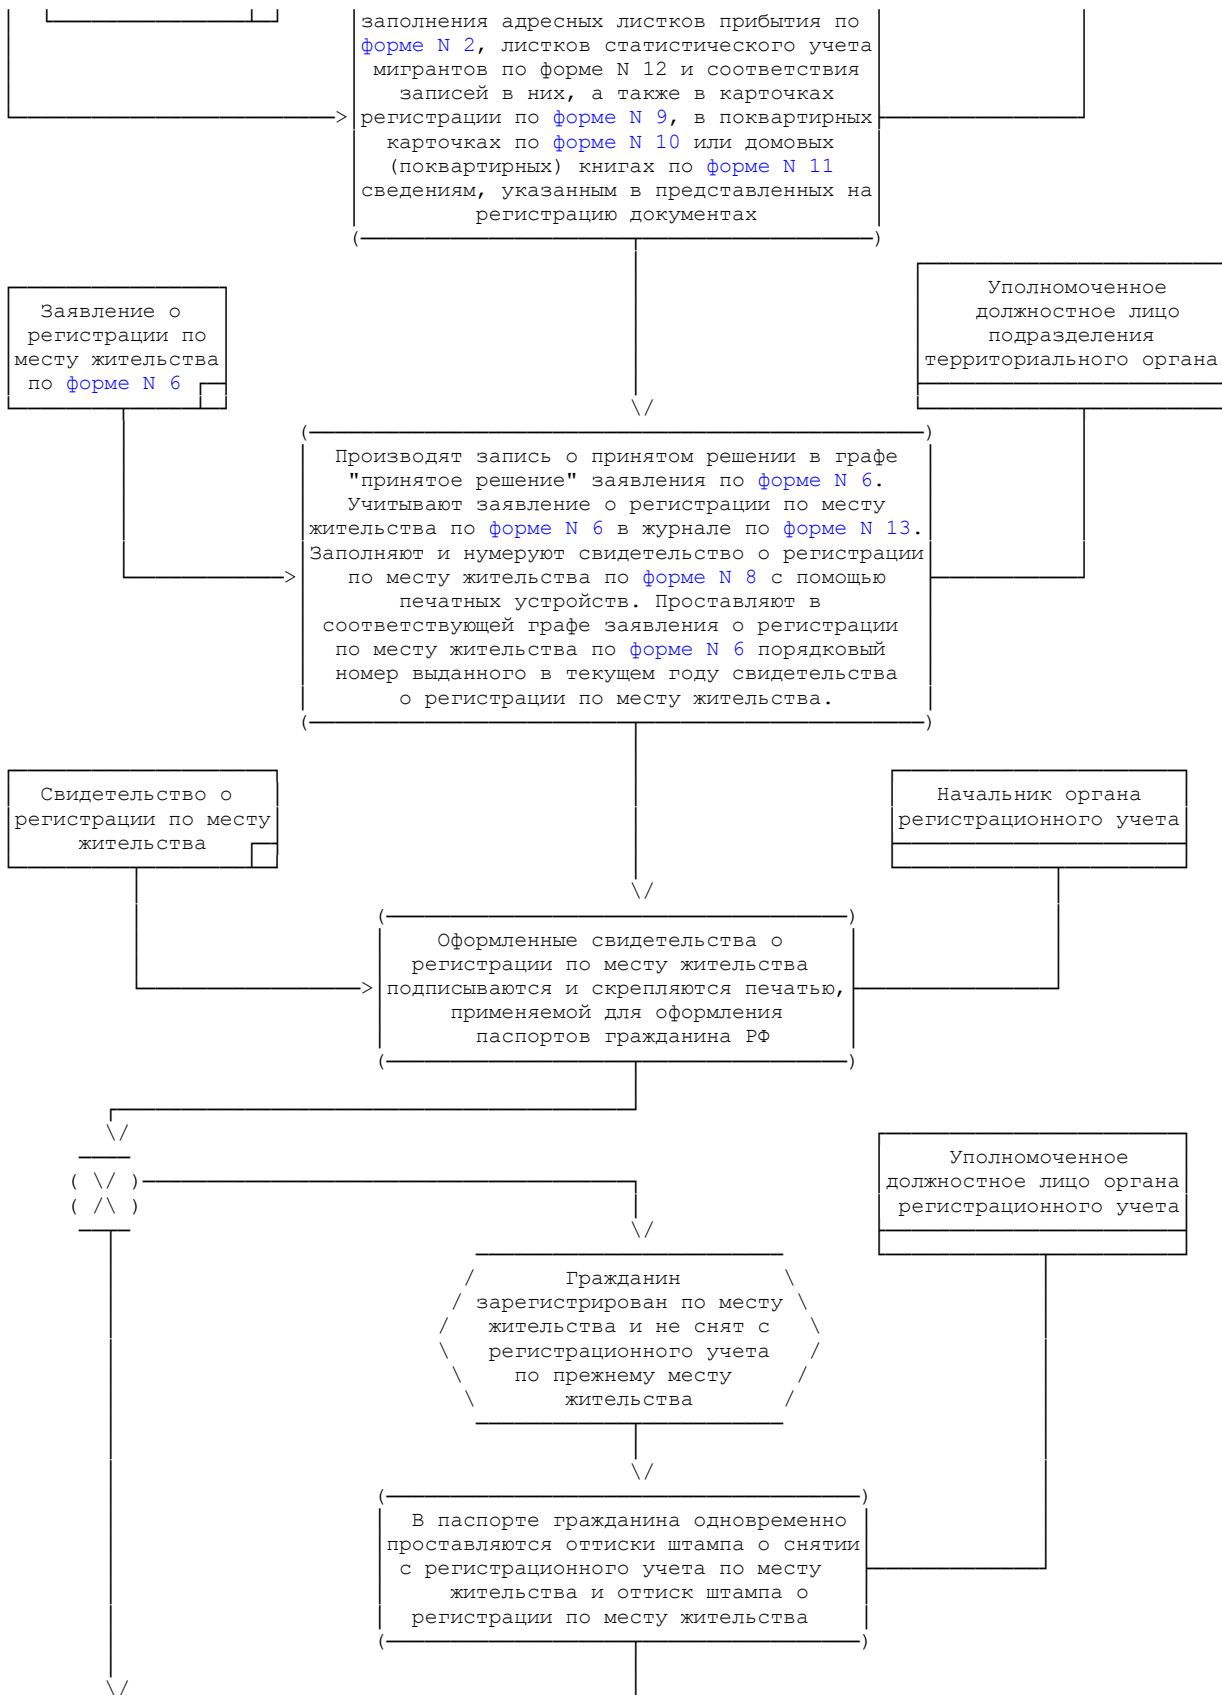 заполнения адресных листков прибытия по
форме N 2, листков статистического учета
мигрантов по форме N 12 и соответствия
записей в них, а также в карточках
регистрации по форме N 9, в поквартирных
карточках по форме N 10 или домовых
(поквартирных) книгах по форме N 11
сведениям, указанным в представленных на
регистрацию документах
Заявление о
регистрации по
месту жительства
по форме N 6
Уполномоченное
должностное лицо
подразделения
территориального органа
Производят запись о принятом решении в графе
"принятое решение" заявления по форме N 6.
Учитывают заявление о регистрации по месту
жительства по форме N 6 в журнале по форме N 13.
Заполняют и нумеруют свидетельство о регистрации
по месту жительства по форме N 8 с помощью
печатных устройств. Проставляют в
соответствующей графе заявления о регистрации
по месту жительства по форме N 6 порядковый
номер выданного в текущем году свидетельства
о регистрации по месту жительства.
Свидетельство о
регистрации по месту
жительства
Начальник органа
регистрационного учета
Оформленные свидетельства о
регистрации по месту жительства
подписываются и скрепляются печатью,
применяемой для оформления
паспортов гражданина РФ
Уполномоченное
должностное лицо органа
регистрационного учета
Гражданин
зарегистрирован по месту
жительства и не снят с
регистрационного учета
по прежнему месту
жительства
В паспорте гражданина одновременно
проставляются оттиски штампа о снятии
с регистрационного учета по месту
жительства и оттиск штампа о
регистрации по месту жительства